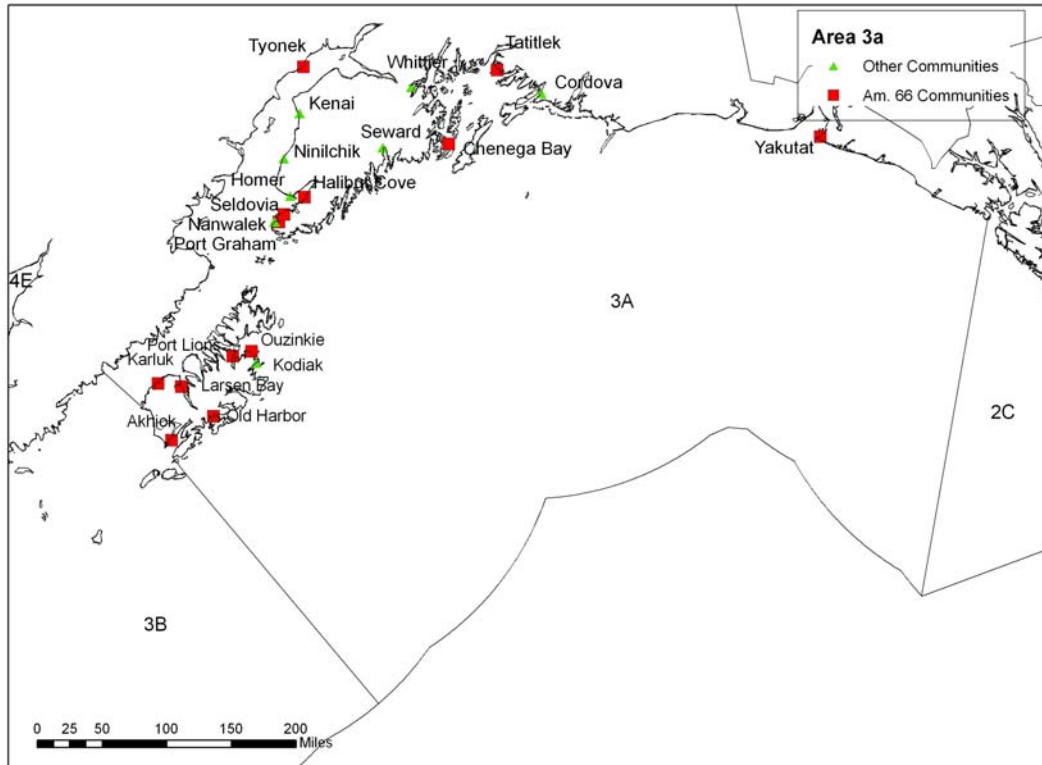 Area 3a
Other Communities
Am. 66 Communities
Tyonek
Whittier
Tatitlek
Cordova
Kenai
Seward
Chenega Bay
Yakutat
Ninilchik
Homer
Halibut Cove
Seldovia
Nanwalek
Port Graham
4E
3A
Port Lions
Ouzinkie
Karluk
Kodiak
Larsen Bay
Akhiok
Old Harbor
2C
3B
0 25 50 100 150 200
Miles